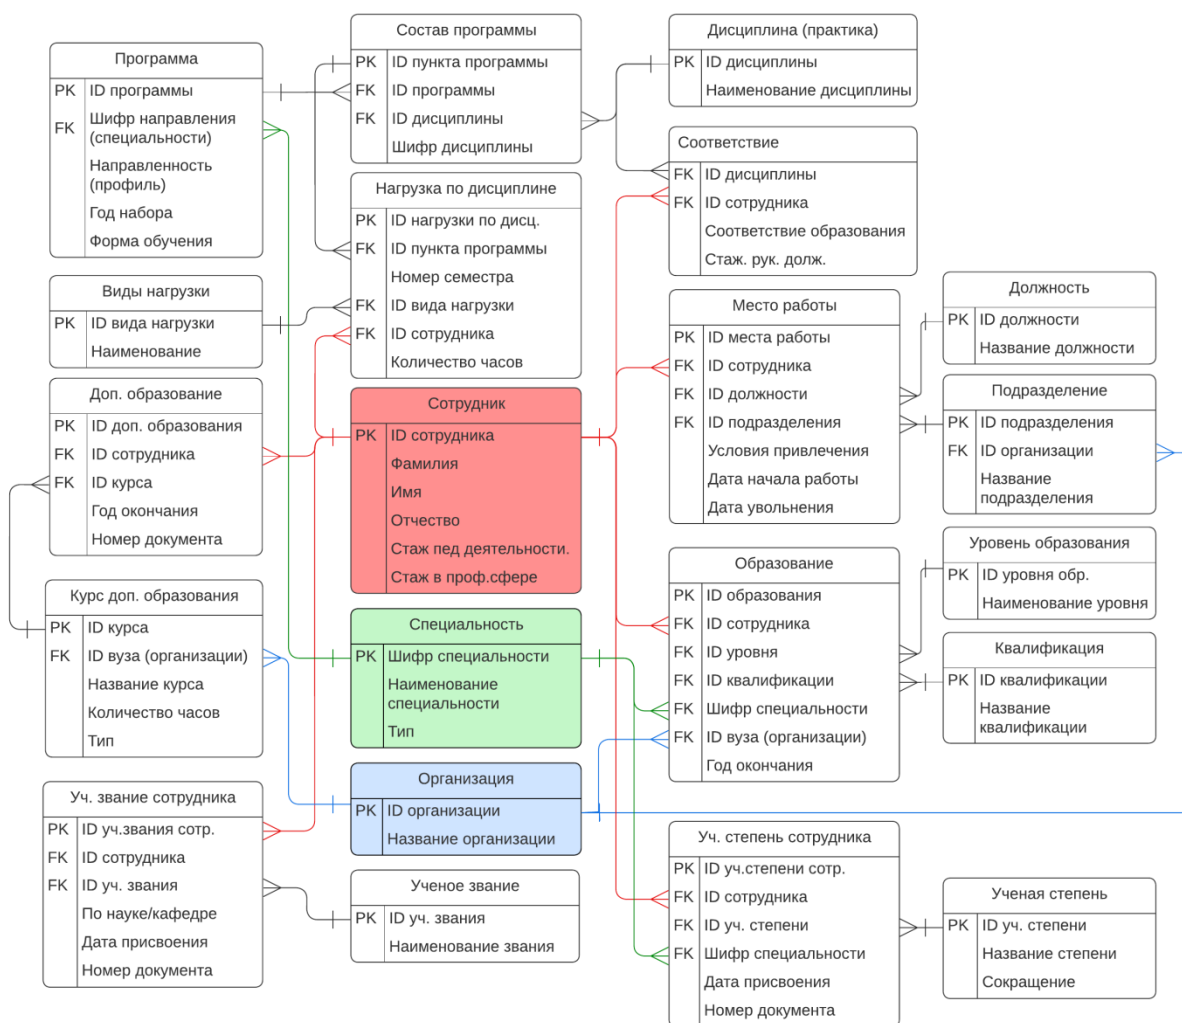 Программа
PK ID программы
FK Шифр направления
(специальности)
Направленность
(профиль)
Год набора
Форма обучения
Виды нагрузки
PK ID вида нагрузки
Наименование
Доп. образование
PK ID доп. образования
FK ID сотрудника
FK ID курса
Год окончания
Номер документа
Курс доп. образования
PK ID курса
FK ID вуза (организации)
Название курса
Количество часов
Тип
Уч. звание сотрудника
PK ID уч.звания сотр.
FK ID сотрудника
FK ID уч. звания
По науке/кафедре
Дата присвоения
Номер документа
Состав программы
PK ID пункта программы
FK ID программы
FK ID дисциплины
Шифр дисциплины
Нагрузка по дисциплине
PK ID нагрузки по дисц.
FK ID пункта программы
Номер семестра
FK ID вида нагрузки
FK ID сотрудника
Количество часов
Сотрудник
PK ID сотрудника
Фамилия
Имя
Отчество
Стаж пед деятельности.
Стаж в проф.сфере
Специальность
PK Шифр специальности
Наименование
специальности
Тип
Организация
PK ID организации
Название организации
Ученое звание
PK ID уч. звания
Наименование звания
Дисциплина (практика)
PK ID дисциплины
Наименование дисциплины
Соответствие
FK ID дисциплины
FK ID сотрудника
Соответствие образования
Стаж. рук. долж.
Место работы
PK ID места работы
FK ID сотрудника
FK ID должности
FK ID подразделения
Условия привлечения
Дата начала работы
Дата увольнения
Образование
PK ID образования
FK ID сотрудника
FK ID уровня
FK ID квалификации
FK Шифр специальности
FK ID вуза (организации)
Год окончания
Уч. степень сотрудника
PK ID уч.степени сотр.
FK ID сотрудника
FK ID уч. степени
FK Шифр специальности
Дата присвоения
Номер документа
Должность
PK ID должности
Название должности
Подразделение
PK ID подразделения
FK ID организации
Название
подразделения
Уровень образования
PK ID уровня обр.
Наименование уровня
Квалификация
PK ID квалификации
Название
квалификации
Ученая степень
PK ID уч. степени
Название степени
Сокращение